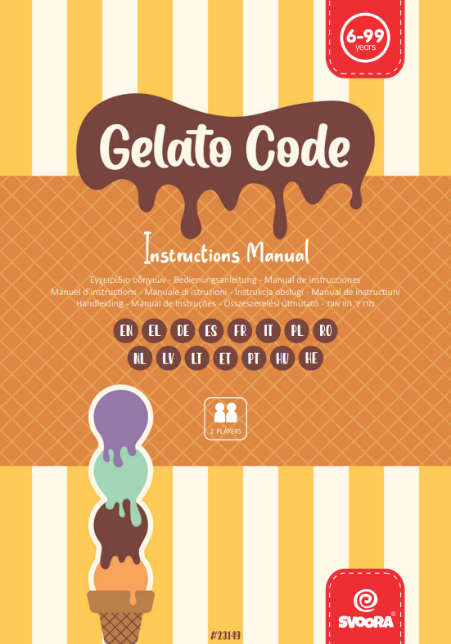 6-99
years
Gelato Code
Instructions Manual
Εγχειρίδιο οδηγιών - Bedienungsanleitung - Manual de instrucciones
Manuel d'instructions - Manuale di istruzioni - Instrukcja obsługi - Manual de instrucțiuni
Handleiding - Manual de Instruções - Összeszerelési útmutató - מדריך הוראות
EN EL DE ES FR IT PL RO
NL LV LT ET PT HU HE
2 PLAYERS
SVOORA®
#23149